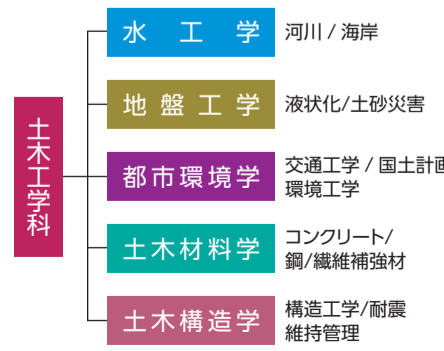 土木工学科
水工学
河川 / 海岸
地盤工学
液状化/土砂災害
都市環境学
交通工学 / 国土計画
環境工学
土木材料学
コンクリート/
鋼/繊維補強材
土木構造学
構造工学/耐震
維持管理